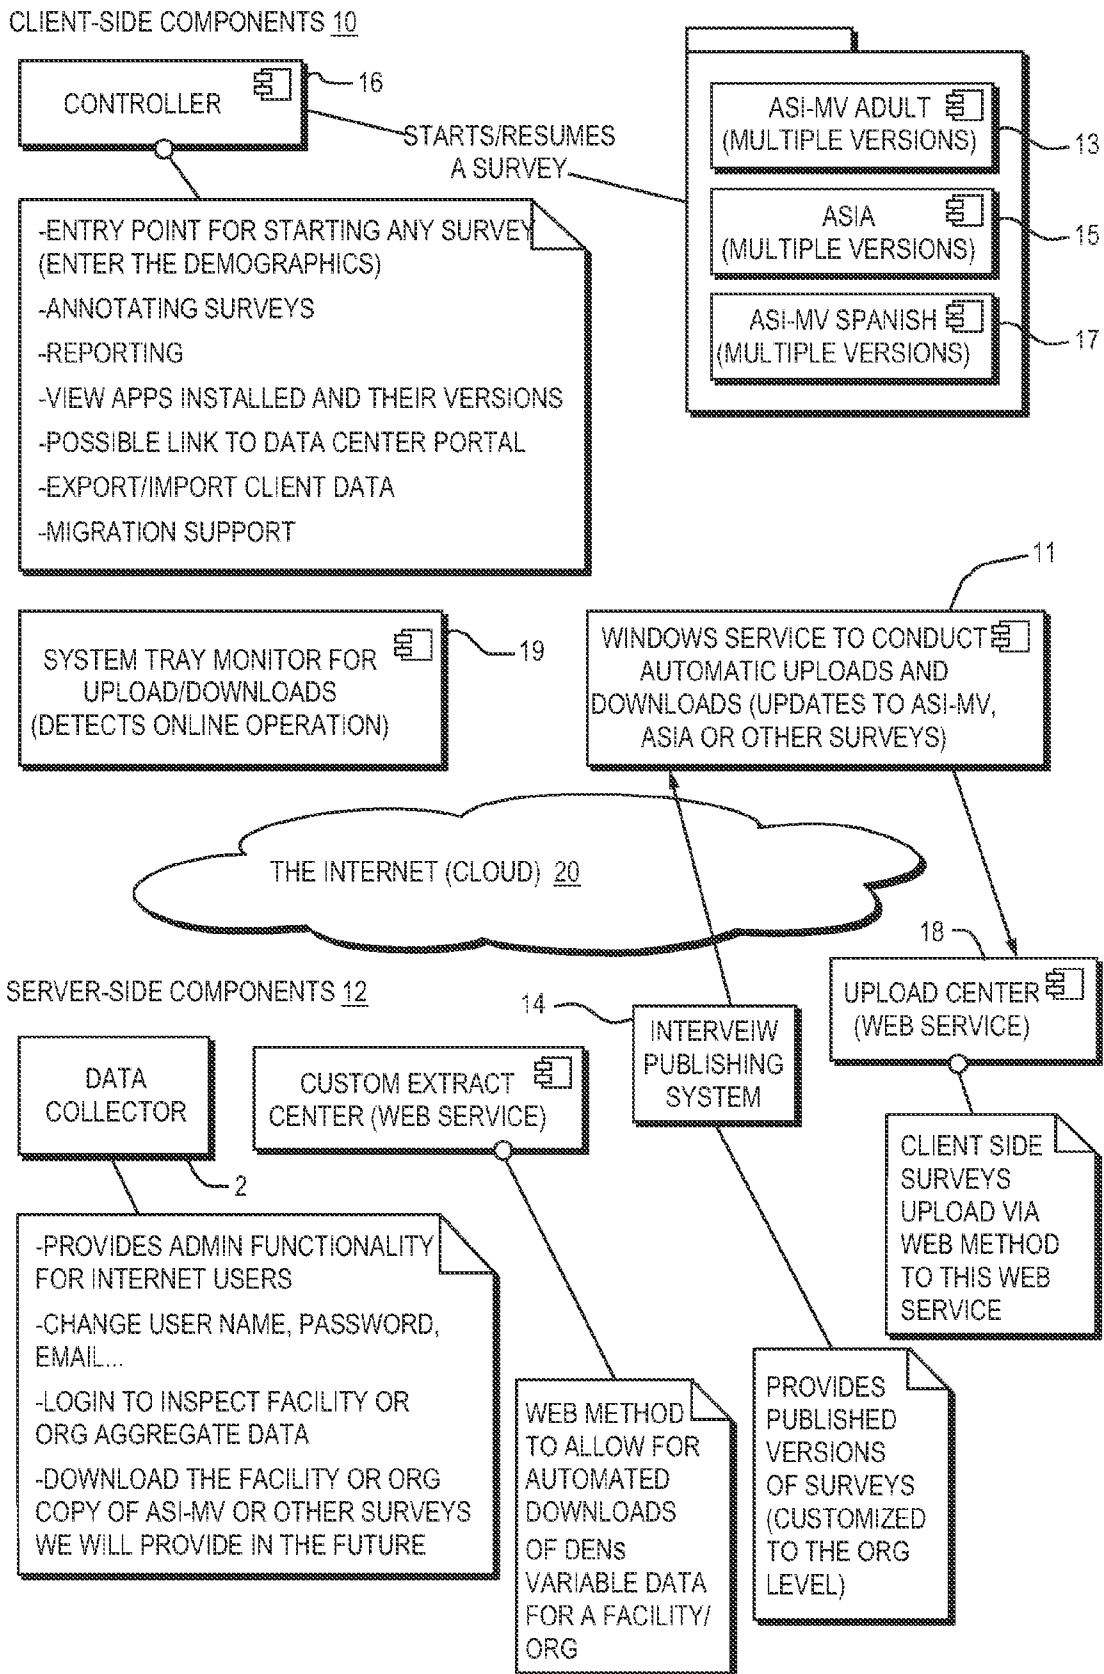 CLIENT-SIDE COMPONENTS 10
CONTROLLER
16
STARTS/RESUMES
A SURVEY
ASI-MV ADULT
(MULTIPLE VERSIONS)
13
ASIA
(MULTIPLE VERSIONS)
15
ASI-MV SPANISH
(MULTIPLE VERSIONS)
17
-ENTRY POINT FOR STARTING ANY SURVEY
(ENTER THE DEMOGRAPHICS)
-ANNOTATING SURVEYS
-REPORTING
-VIEW APPS INSTALLED AND THEIR VERSIONS
-POSSIBLE LINK TO DATA CENTER PORTAL
-EXPORT/IMPORT CLIENT DATA
-MIGRATION SUPPORT
SYSTEM TRAY MONITOR FOR
UPLOAD/DOWNLOADS
(DETECTS ONLINE OPERATION)
19
11
WINDOWS SERVICE TO CONDUCT
AUTOMATIC UPLOADS AND
DOWNLOADS (UPDATES TO ASI-MV,
ASIA OR OTHER SURVEYS)
THE INTERNET (CLOUD) 20
SERVER-SIDE COMPONENTS 12
DATA
COLLECTOR
2
CUSTOM EXTRACT
CENTER (WEB SERVICE)
14
INTERVEIW
PUBLISHING
SYSTEM
18
UPLOAD CENTER
(WEB SERVICE)
CLIENT SIDE
SURVEYS
UPLOAD VIA
WEB METHOD
TO THIS WEB
SERVICE
-PROVIDES ADMIN FUNCTIONALITY
FOR INTERNET USERS
-CHANGE USER NAME, PASSWORD,
EMAIL...
-LOGIN TO INSPECT FACILITY OR
ORG AGGREGATE DATA
-DOWNLOAD THE FACILITY OR ORG
COPY OF ASI-MV OR OTHER SURVEYS
WE WILL PROVIDE IN THE FUTURE
WEB METHOD
TO ALLOW FOR
AUTOMATED
DOWNLOADS
OF DENs
VARIABLE DATA
FOR A FACILITY/
ORG
PROVIDES
PUBLISHED
VERSIONS
OF SURVEYS
(CUSTOMIZED
TO THE ORG
LEVEL)